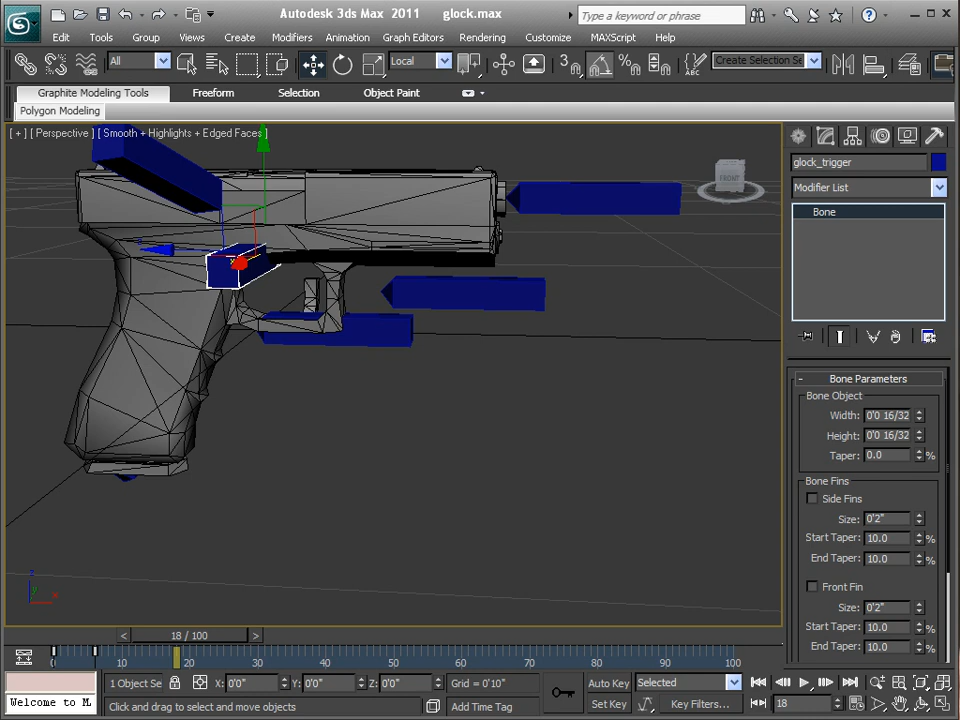 Autodesk 3ds Max 2011 glock.max
Type a keyword or phrase
Edit Tools Group Views Create Modifiers Animation Graph Editors Rendering Customize MAXScript Help
All
Local
3
Create Selection Se
Graphite Modeling Tools Freeform Selection Object Paint
Polygon Modeling
[ + ] [ Perspective ] [ Smooth + Highlights + Edged Faces ]
FRONT
glock_trigger
Modifier List
Bone
- Bone Parameters
Bone Object
Width: 0'0 16/32
Height: 0'0 16/32
Taper: 0.0 %
Bone Fins
Side Fins
Size: 0'2"
Start Taper: 10.0 %
End Taper: 10.0 %
Front Fin
Size: 0'2"
Start Taper: 10.0 %
End Taper: 10.0 %
z
y
x
< 18 / 100 >
0 10 20 30 40 50 60 70 80 90 100
1 Object Se X: 0'0" Y: 0'0" Z: 0'0" Grid = 0'10" Auto Key Selected
Welcome to M
Click and drag to select and move objects Add Time Tag Set Key Key Filters... 18